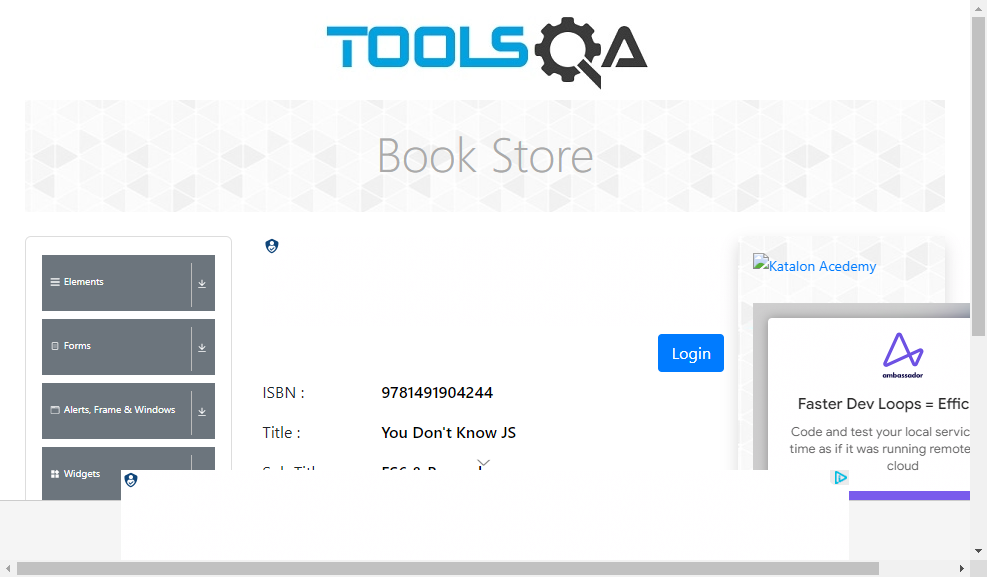 TOOLSQA
Book Store
Elements
Forms
Alerts, Frame & Windows
Widgets
Login
ISBN : 9781491904244
Title : You Don't Know JS
Katalon Acedemy
ambassador
Faster Dev Loops = Effic
Code and test your local servic
time as if it was running remote
cloud